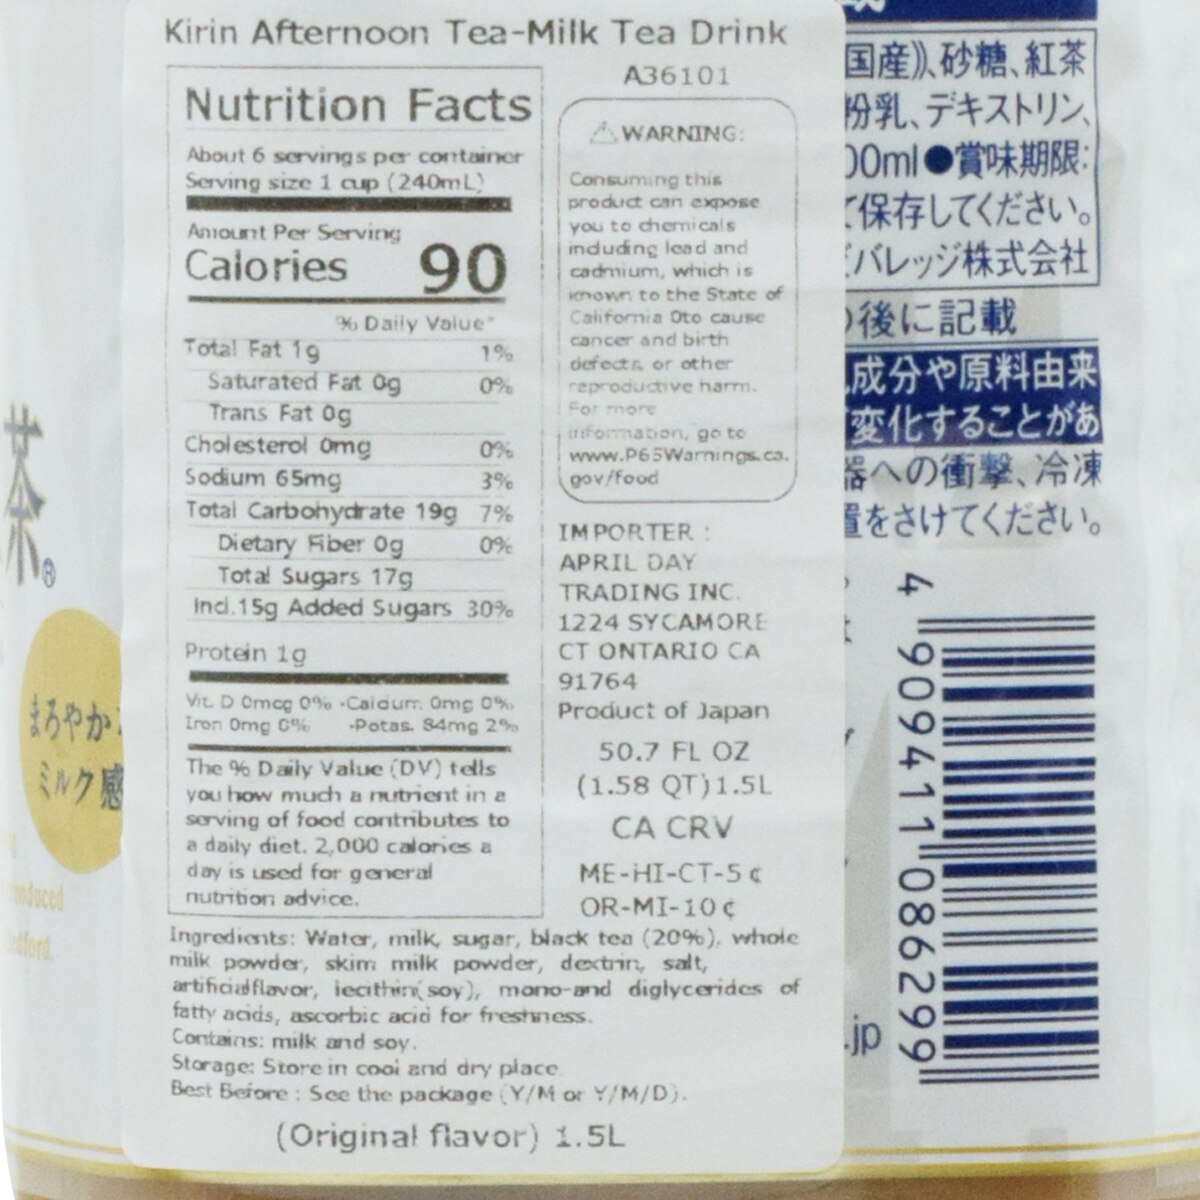 Kirin Afternoon Tea-Milk Tea Drink
A36101
Nutrition Facts
About 6 servings per container
Serving size 1 cup (240mL)
Amount Per Serving
Calories 90
% Daily Value*
Total Fat 1g 1%
Saturated Fat 0g 0%
Trans Fat 0g
Cholesterol 0mg 0%
Sodium 65mg 3%
Total Carbohydrate 19g 7%
Dietary Fiber 0g 0%
Total Sugars 17g
Incl.15g Added Sugars 30%
Protein 1g
Vit. D 0mcg 0% -Calcium 0mg 0%
Iron 0mg 0% -Potas. 84mg 2%
The % Daily Value (DV) tells
you how much a nutrient in a
serving of food contributes to
a daily diet. 2,000 calories a
day is used for general
nutrition advice.
⚠WARNING:
Consuming this
product can expose
you to chemicals
including lead and
cadmium, which is
known to the State of
California 0to cause
cancer and birth
defects or other
reproductive harm.
For more
information, go to
www.P65Warnings.ca.
gov/food
IMPORTER :
APRIL DAY
TRADING INC.
1224 SYCAMORE
CT ONTARIO CA
91764
Product of Japan
50.7 FL OZ
(1.58 QT)1.5L
CA CRV
ME-HI-CT-5¢
OR-MI-10¢
Ingredients: Water, milk, sugar, black tea (20%), whole
milk powder, skim milk powder, dextrin, salt,
artificialflavor, lecithin(soy), mono-and diglycerides of
fatty acids, ascorbic acid for freshness.
Contains: milk and soy.
Storage: Store in cool and dry place
Best Before : See the package (Y/M or Y/M/D).
(Original flavor) 1.5L
国産)、砂糖、紅茶
粉乳、デキストリン、
00ml●賞味期限:
て保存してください。
バレッジ株式会社
の後に記載
成分や原料由来
変化することがあ
器への衝撃、冷凍
置をさけてください。
4 909411 086299
.jp
茶®
まろやか
ミルク感